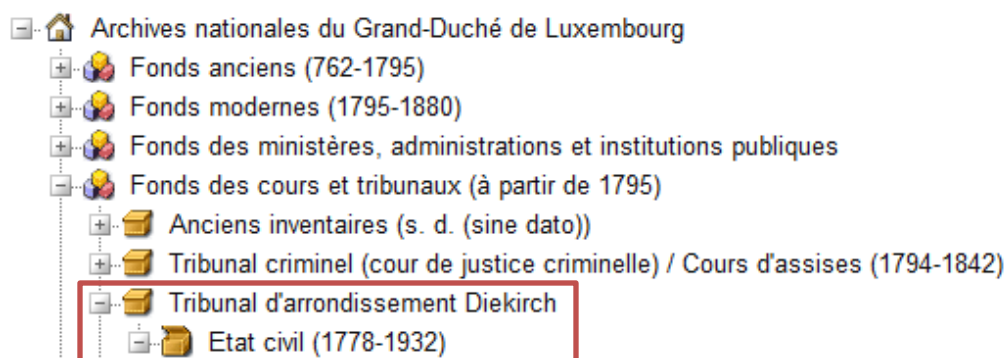 Archives nationales du Grand-Duché de Luxembourg
Fonds anciens (762-1795)
Fonds modernes (1795-1880)
Fonds des ministères, administrations et institutions publiques
Fonds des cours et tribunaux (à partir de 1795)
Anciens inventaires (s. d. (sine dato))
Tribunal criminel (cour de justice criminelle) / Cours d'assises (1794-1842)
Tribunal d'arrondissement Diekirch
Etat civil (1778-1932)